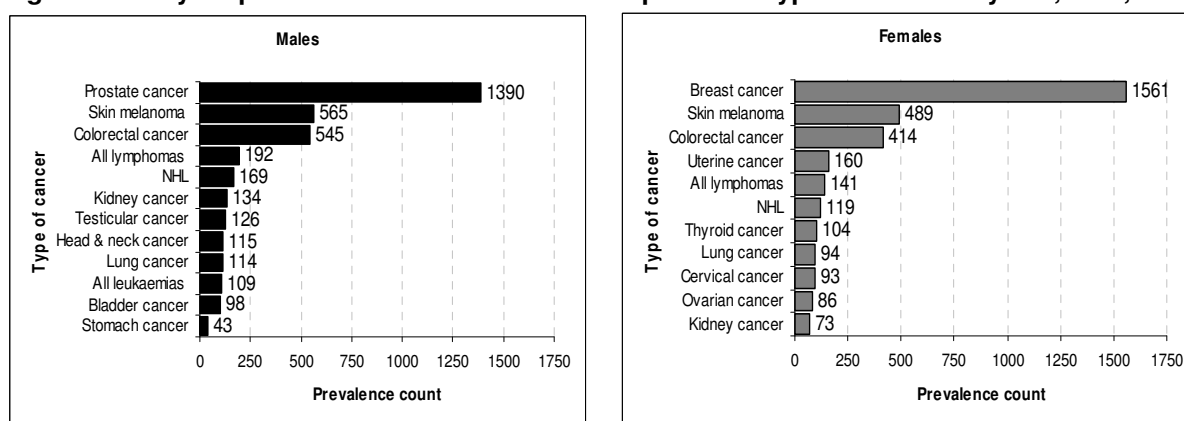 Males
Type of cancer
Prostate cancer 1390
Skin melanoma 565
Colorectal cancer 545
All lymphomas 192
NHL 169
Kidney cancer 134
Testicular cancer 126
Head & neck cancer 115
Lung cancer 114
All leukaemias 109
Bladder cancer 98
Stomach cancer 43
0 250 500 750 1000 1250 1500 1750
Prevalence count
Females
Type of cancer
Breast cancer 1561
Skin melanoma 489
Colorectal cancer 414
Uterine cancer 160
All lymphomas 141
NHL 119
Thyroid cancer 104
Lung cancer 94
Cervical cancer 93
Ovarian cancer 86
Kidney cancer 73
0 250 500 750 1000 1250 1500 1750
Prevalence count